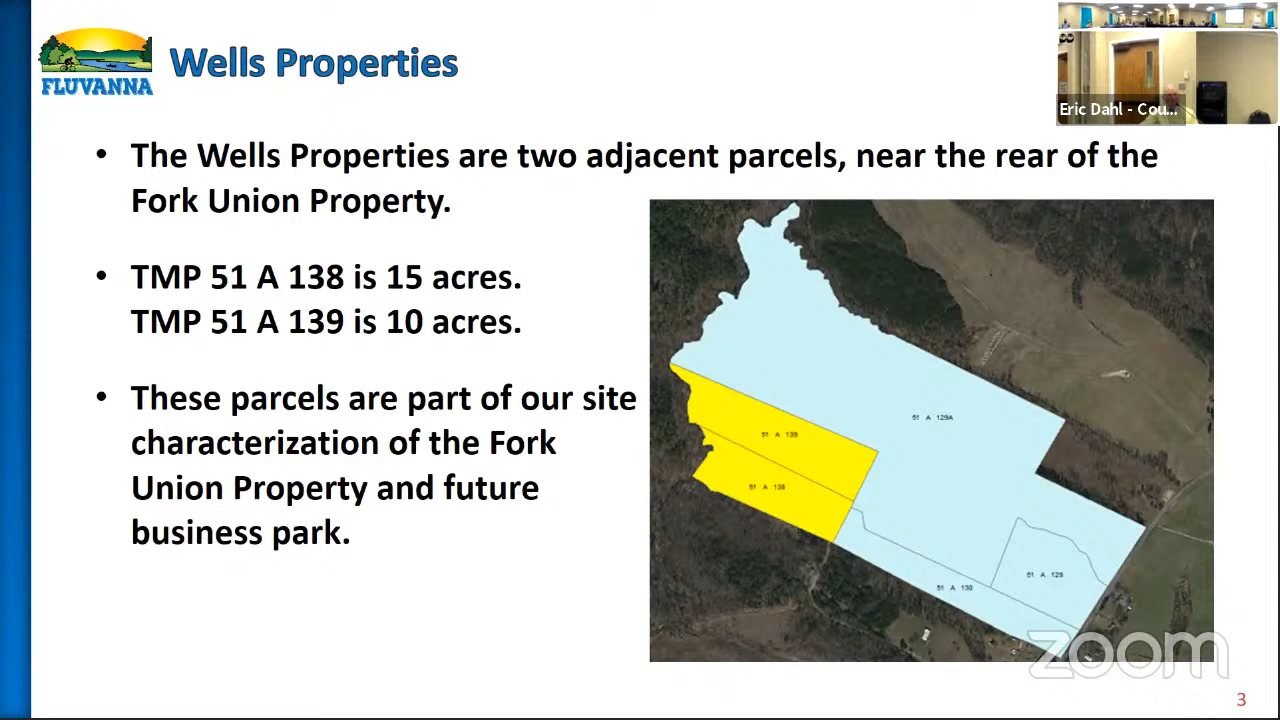 FLUVANNA
Wells Properties
Eric Dahl - Cou...
• The Wells Properties are two adjacent parcels, near the rear of the
Fork Union Property.
• TMP 51 A 138 is 15 acres.
TMP 51 A 139 is 10 acres.
• These parcels are part of our site
characterization of the Fork
Union Property and future
business park.
51 A 129A
51 A 139
51 A 138
51 A 129
51 A 130
zoom
3